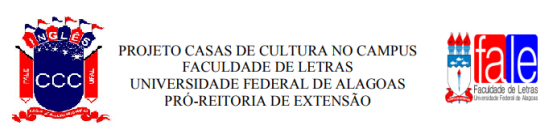 INGLÊS
FALE
CCC
UFAL
PROJETO CASAS DE CULTURA NO CAMPUS
FACULDADE DE LETRAS
UNIVERSIDADE FEDERAL DE ALAGOAS
PRÓ-REITORIA DE EXTENSÃO
fale
Faculdade de Letras
Universidade Federal de Alagoas